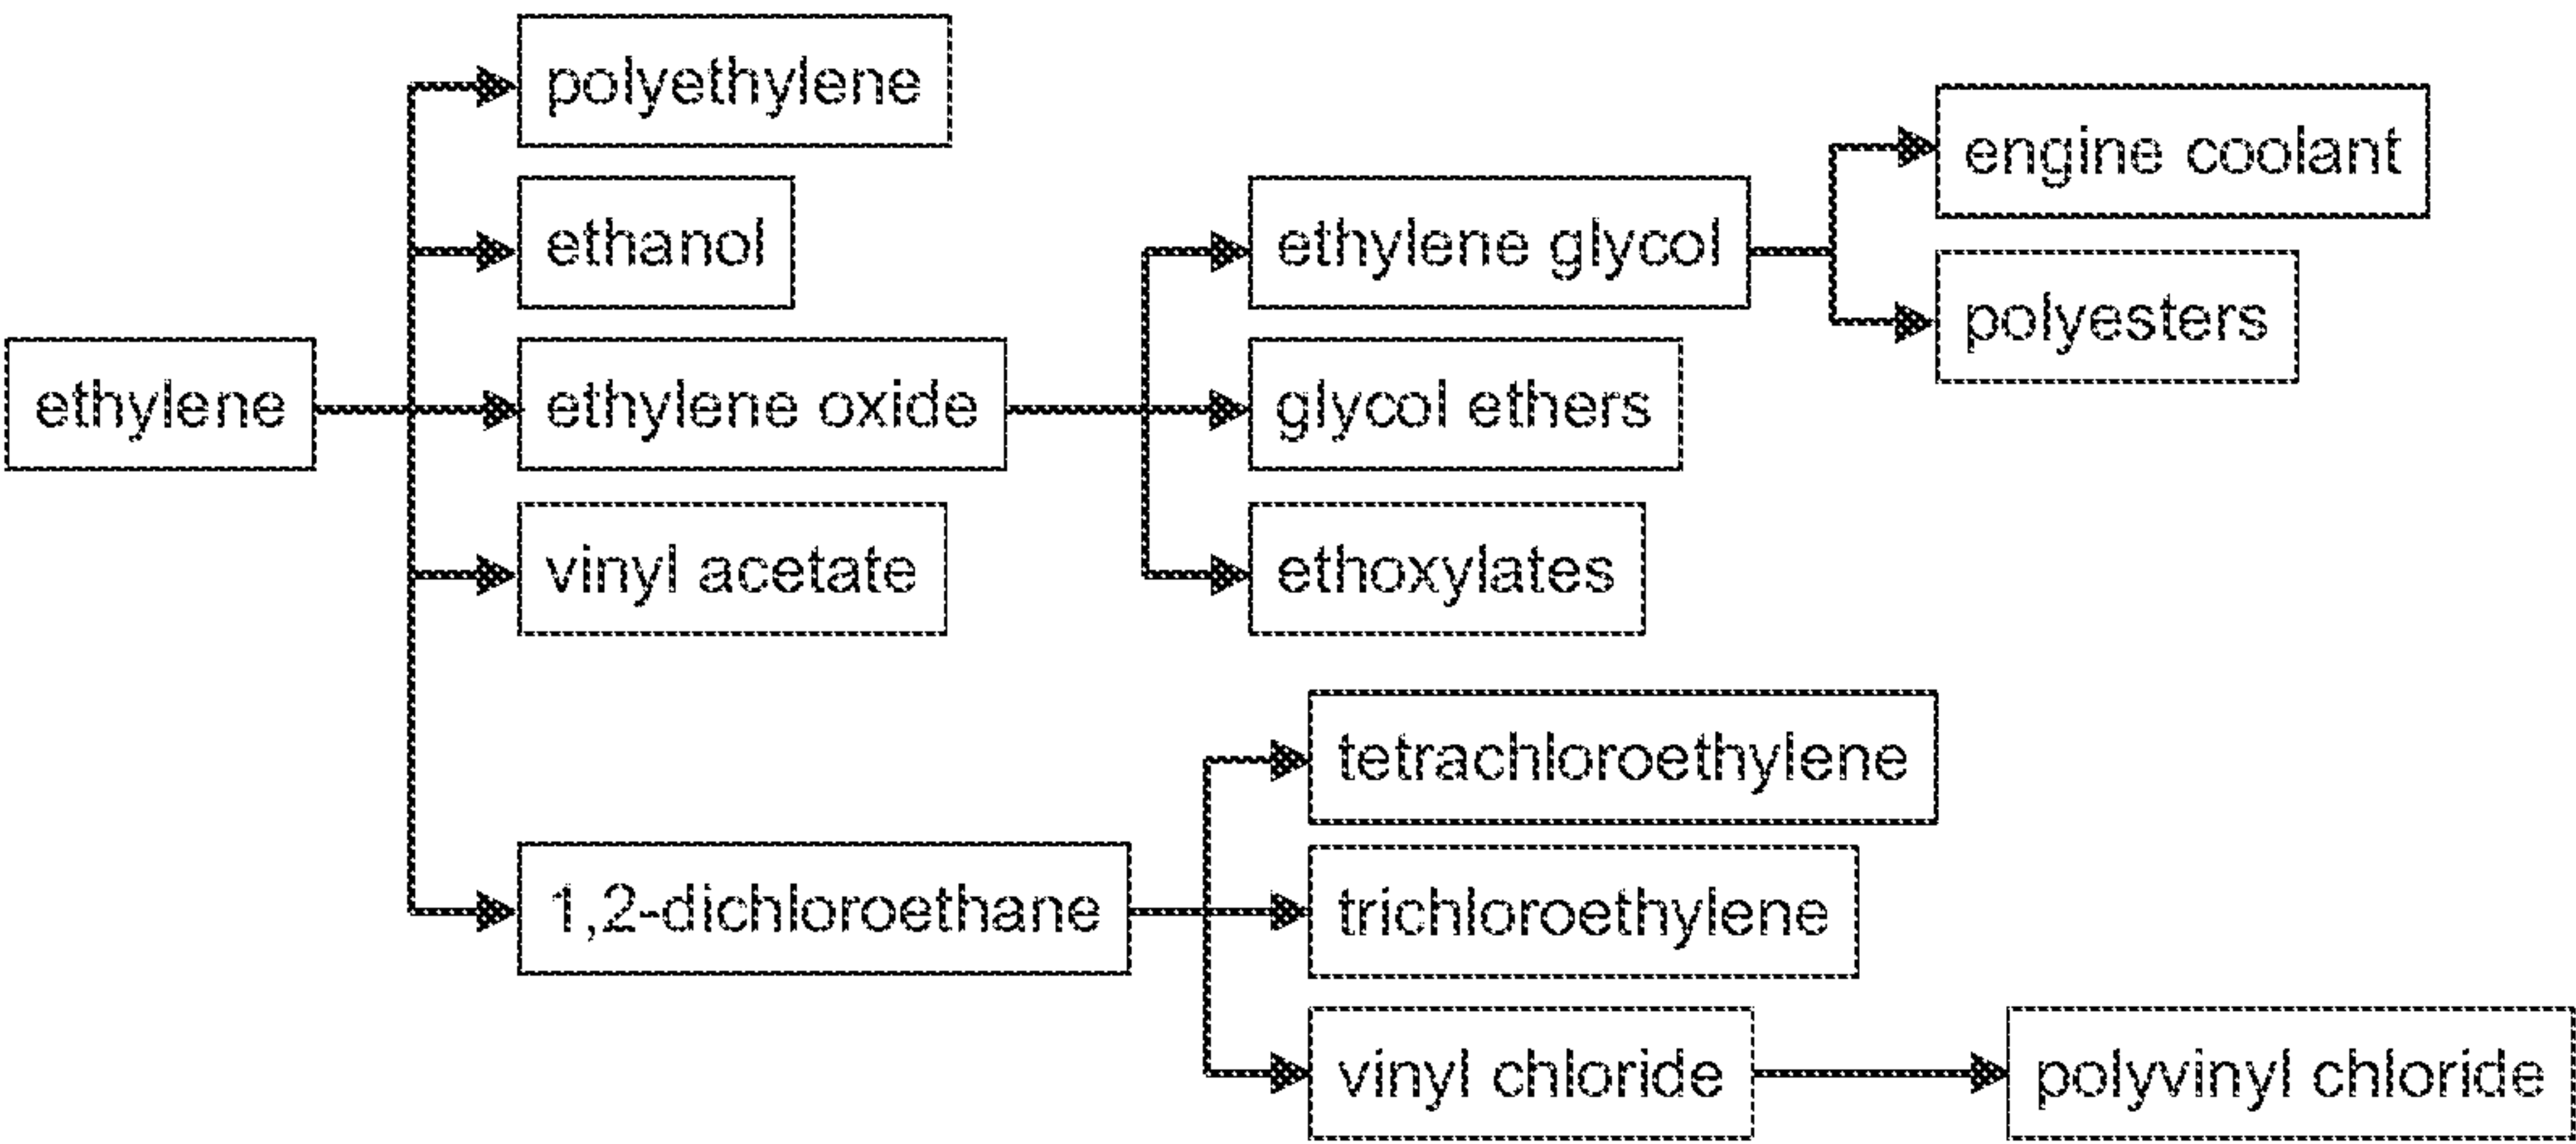 polyethylene
engine coolant
ethanol
ethylene glycol
polyesters
ethylene
ethylene oxide
glycol ethers
vinyl acetate
ethoxylates
tetrachloroethylene
1,2-dichloroethane
trichloroethylene
vinyl chloride
polyvinyl chloride